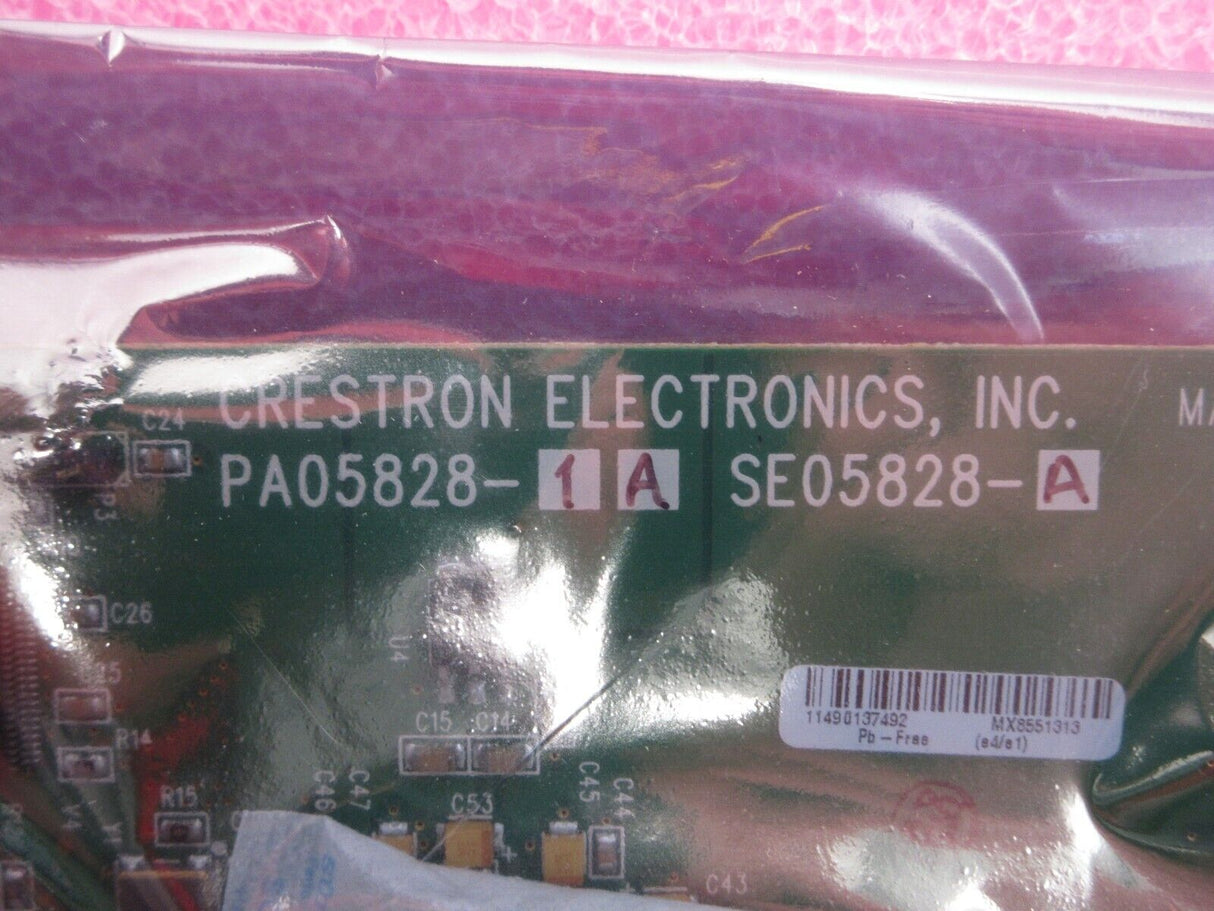 CRESTRON ELECTRONICS, INC.
PA05828-1A SE05828-A
C24
C26
U4
C15 C14
R14
R15
C46
C47
C53
C45
C44
C43
11490137492 MX8551313
Pb-Free (e4/e1)